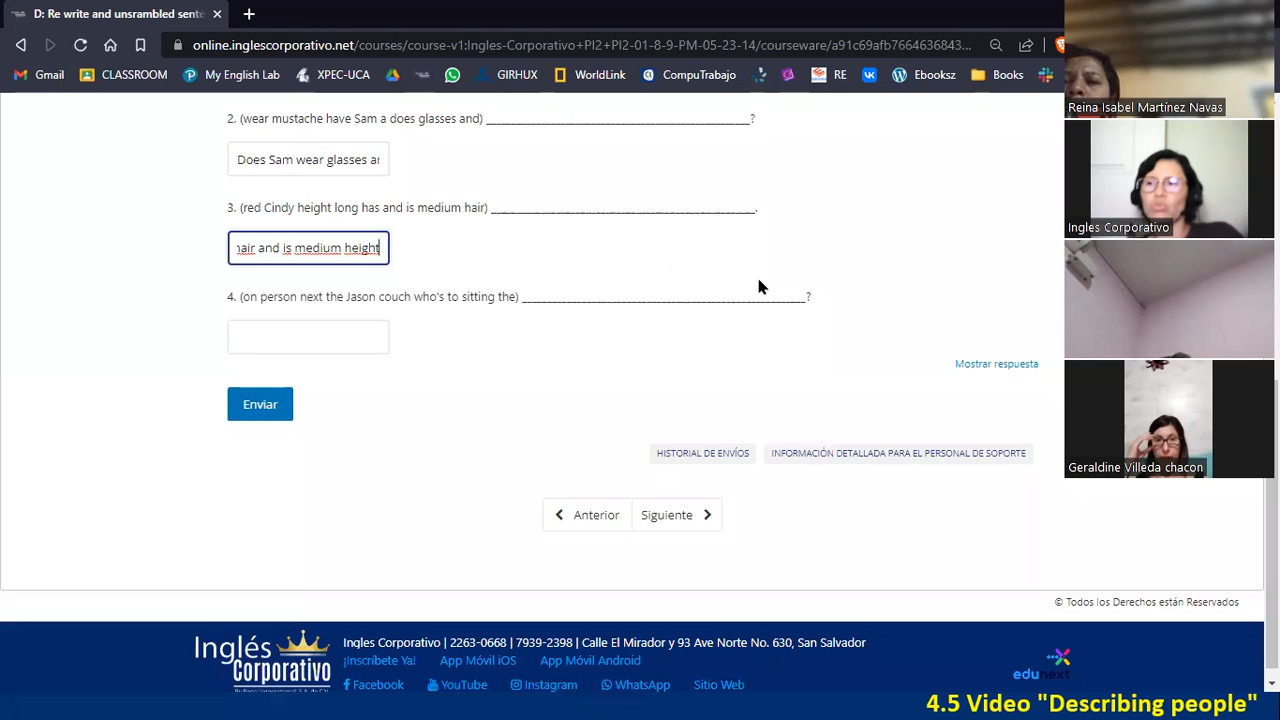 D: Re write and unsrambled sente
online.inglescorporativo.net/courses/course-v1:Ingles-Corporativo+PI2+PI2-01-8-9-PM-05-23-14/courseware/a91c69afb7664636843...
Gmail CLASSROOM My English Lab XPEC-UCA GIRHUX WorldLink CompuTrabajo RE WordPress Ebooksz Books
2. (wear mustache have Sam a does glasses and) ______________________________________________?
Does Sam wear glasses an
3. (red Cindy height long has and is medium hair) ______________________________________________.
hair and is medium height
4. (on person next the Jason couch who's to sitting the) ______________________________________________?
Mostrar respuesta
Enviar
HISTORIAL DE ENVÍOS INFORMACIÓN DETALLADA PARA EL PERSONAL DE SOPORTE
Anterior Siguiente
© Todos los Derechos están Reservados
Inglés Corporativo
Ingles Corporativo | 2263-0668 | 7939-2398 | Calle El Mirador y 93 Ave Norte No. 630, San Salvador
¡Inscríbete Ya! App Móvil iOS App Móvil Android
Facebook YouTube Instagram WhatsApp Sitio Web
edunext
Reina Isabel Martínez Navas
Ingles Corporativo
Geraldine Villeda chacon
4.5 Video "Describing people"